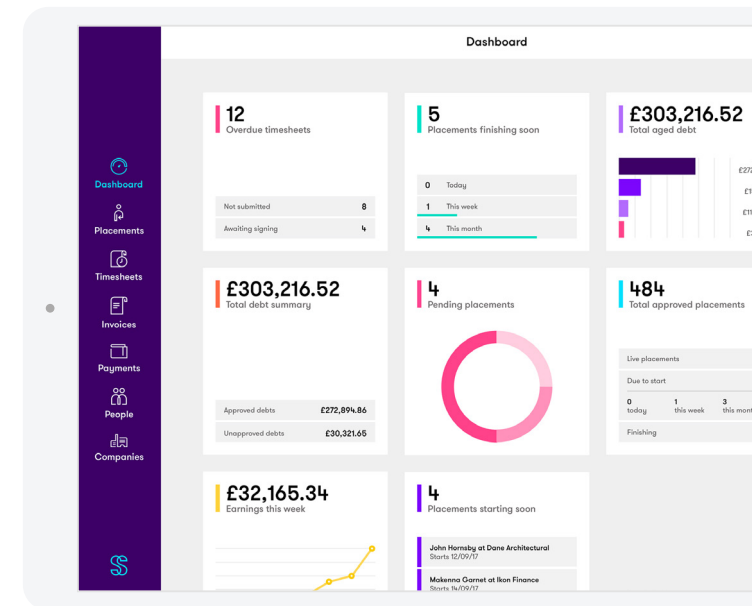 Dashboard
Dashboard
Placements
Timesheets
Invoices
Payments
People
Companies
12
Overdue timesheets
Not submitted 8
Awaiting signing 4
5
Placements finishing soon
0 Today
1 This week
4 This month
£303,216.52
Total aged debt
£303,216.52
Total debt summary
Approved debts £272,894.86
Unapproved debts £30,321.65
4
Pending placements
484
Total approved placements
Live placements
Due to start
0 1 3
today this week this mont
Finishing
£32,165.34
Earnings this week
4
Placements starting soon
John Hornsby at Dane Architectural
Starts 12/09/17
Makenna Garnet at Ikon Finance
Starts 14/09/17